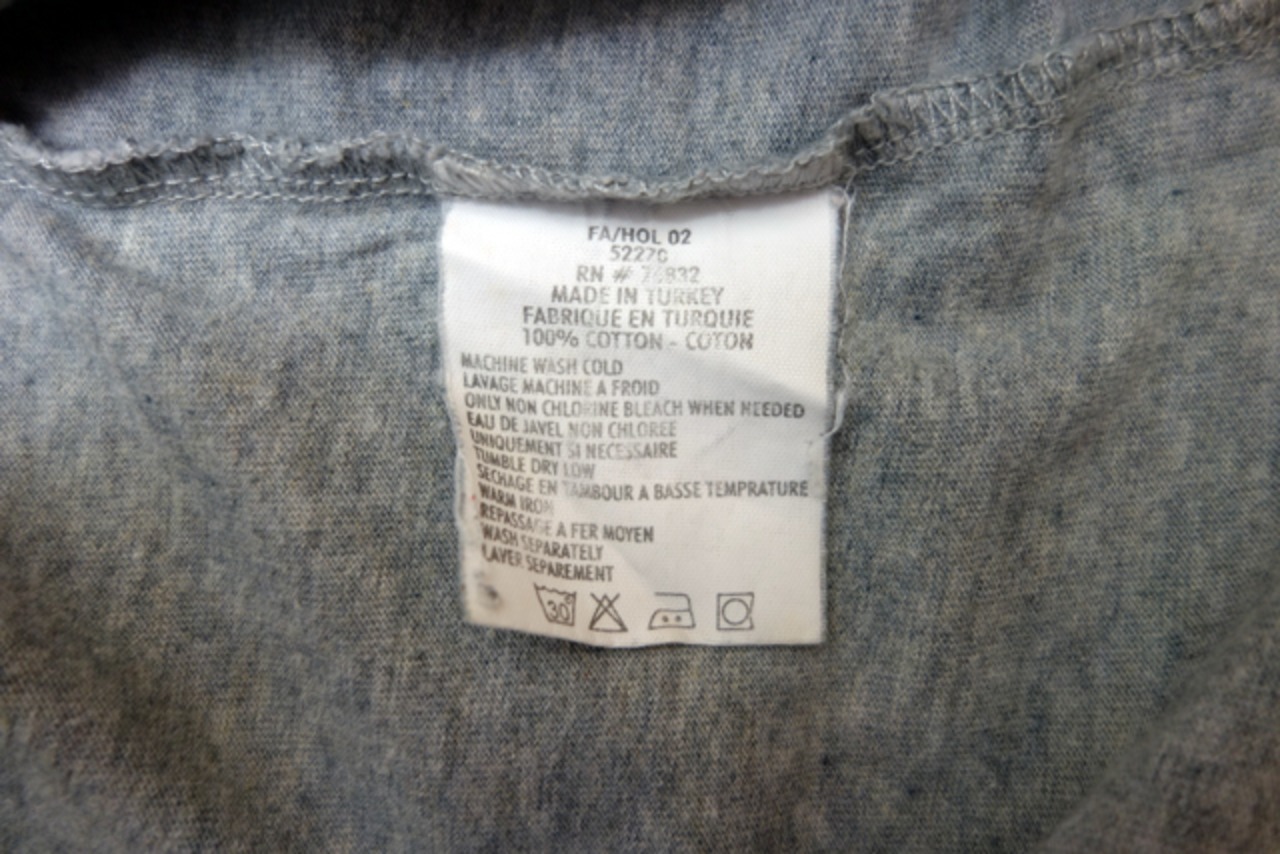 FA/HOL 02
RN #
MADE IN TURKEY
FABRIQUE EN TURQUIE
100% COTTON - COTON
MACHINE WASH COLD
LAVAGE MACHINE A FROID
ONLY NON CHLORINE BLEACH WHEN NEEDED
EAU DE JAVEL NON CHLOREE
UNIQUEMENT SI NECESSAIRE
TUMBLE DRY LOW
SECHAGE EN TAMBOUR A BASSE TEMPRATURE
WARM IRON
REPASSAGE A FER MOYEN
WASH SEPARATELY
LAVER SEPAREMENT
30°